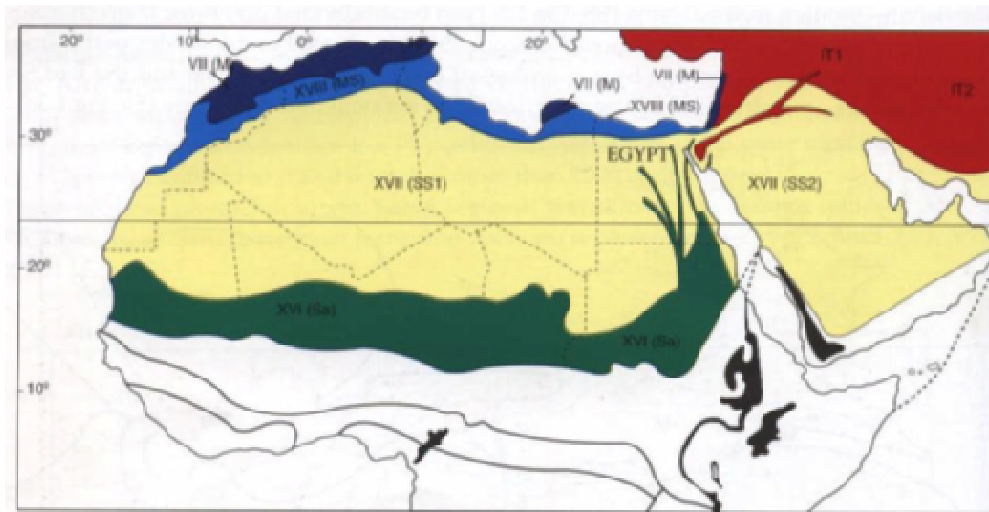 20° 10° 0° 20°
VII (M)
XVIII (MS)
VII (M)
VII (M)
XVIII (MS)
IT1
IT2
30°
EGYPT
XVII (SS1)
XVII (SS2)
20°
XVI (Sa)
XVI (Sa)
10°